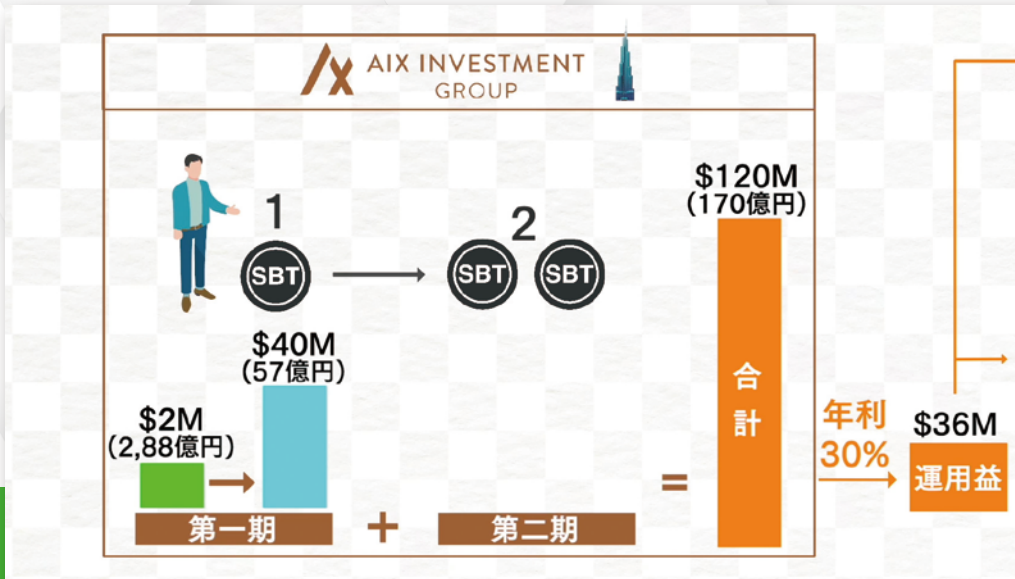 AIX INVESTMENT
GROUP
1
2
SBT
SBT
SBT
$120M
(170億円)
$40M
(57億円)
$2M
(2,88億円)
合
計
年利
30%
$36M
運用益
第一期
+
第二期
=